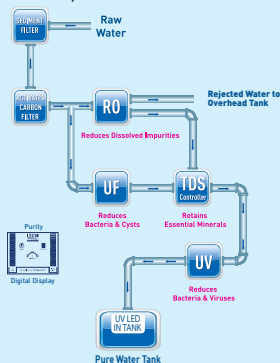 SEDIMENT
FILTER
Raw
Water
ACTIVATED
CARBON
FILTER
RO
Rejected Water to
Overhead Tank
Reduces Dissolved Impurities
UF
TDS
Controller
Reduces
Bacteria & Cysts
Retains
Essential Minerals
Purity
Digital Display
UV
Reduces
Bacteria & Viruses
UV LED
IN TANK
Pure Water Tank